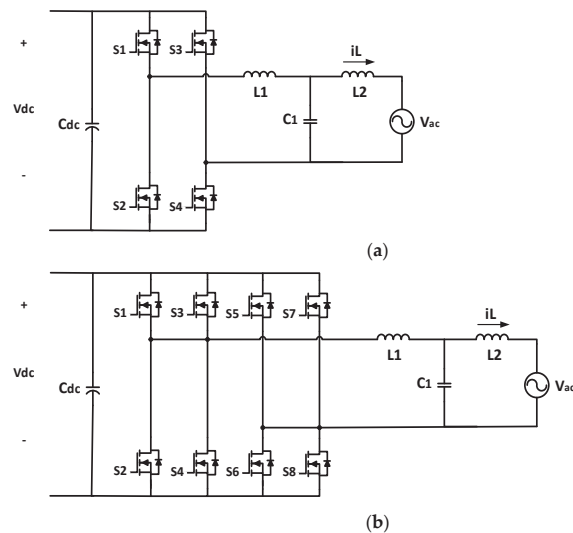 +
S1
S3
iL
L1
L2
Vdc
Cdc
C1
Vac
-
S2
S4
(a)
+
S1
S3
S5
S7
iL
L1
L2
Vdc
Cdc
C1
Vac
-
S2
S4
S6
S8
(b)